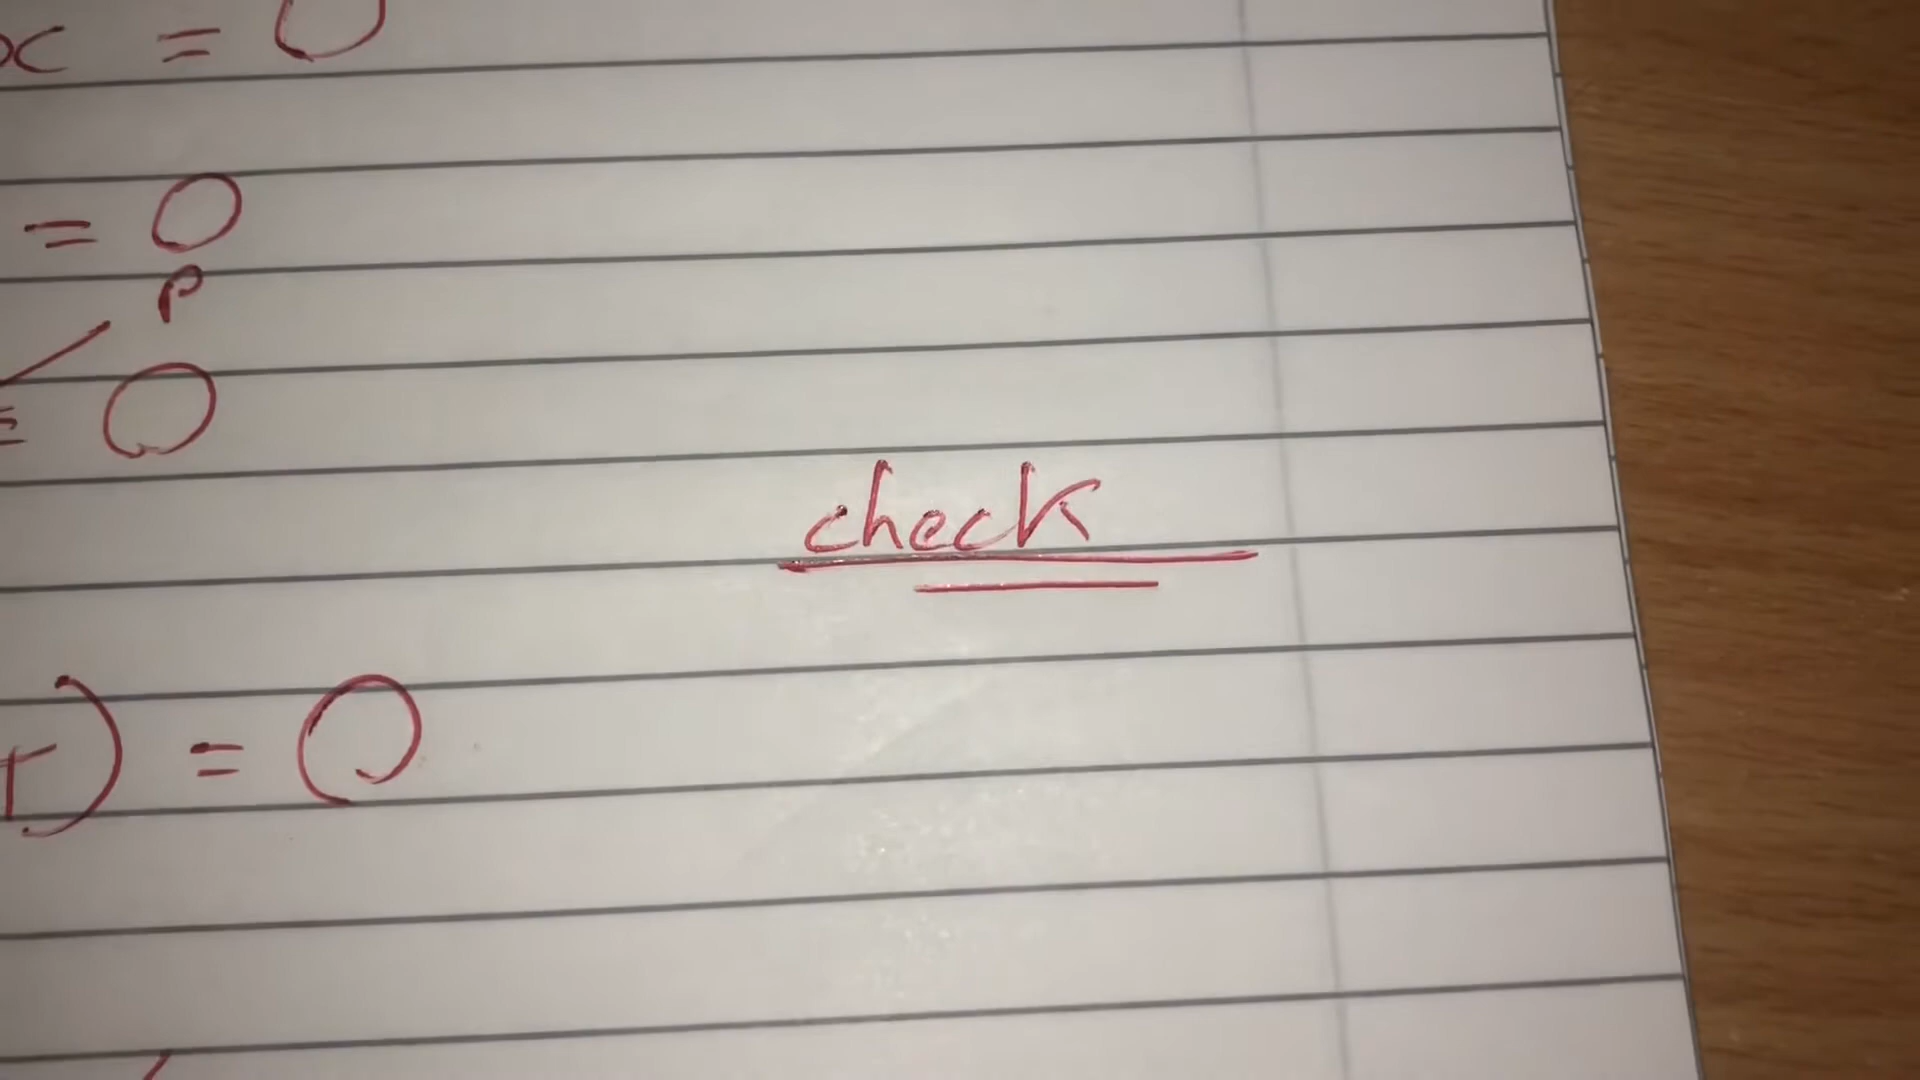 x = 0
= 0
P
= 0
check
) = 0